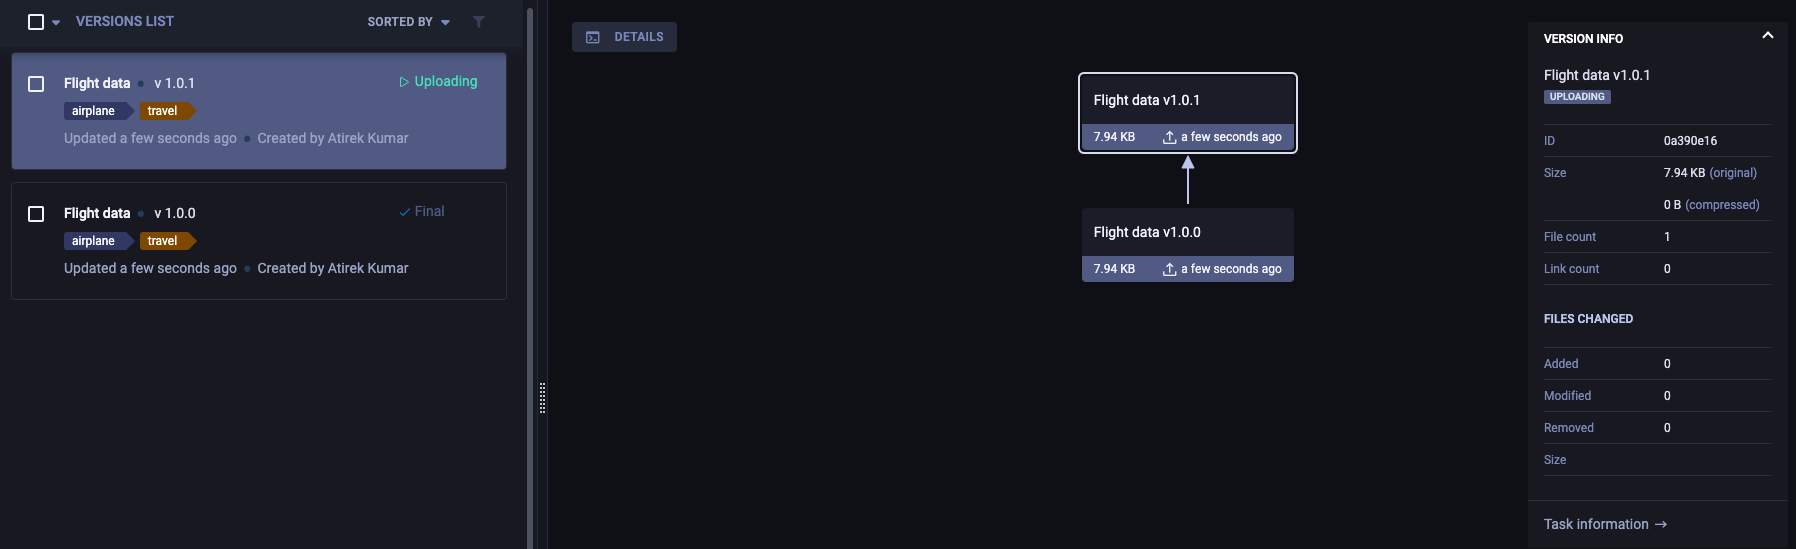 VERSIONS LIST
SORTED BY
Flight data • v 1.0.1
Uploading
airplane
travel
Updated a few seconds ago • Created by Atirek Kumar
Flight data • v 1.0.0
Final
airplane
travel
Updated a few seconds ago • Created by Atirek Kumar
DETAILS
Flight data v1.0.1
7.94 KB
a few seconds ago
Flight data v1.0.0
7.94 KB
a few seconds ago
VERSION INFO
Flight data v1.0.1
UPLOADING
ID 0a390e16
Size 7.94 KB (original)
0 B (compressed)
File count 1
Link count 0
FILES CHANGED
Added 0
Modified 0
Removed 0
Size
Task information →